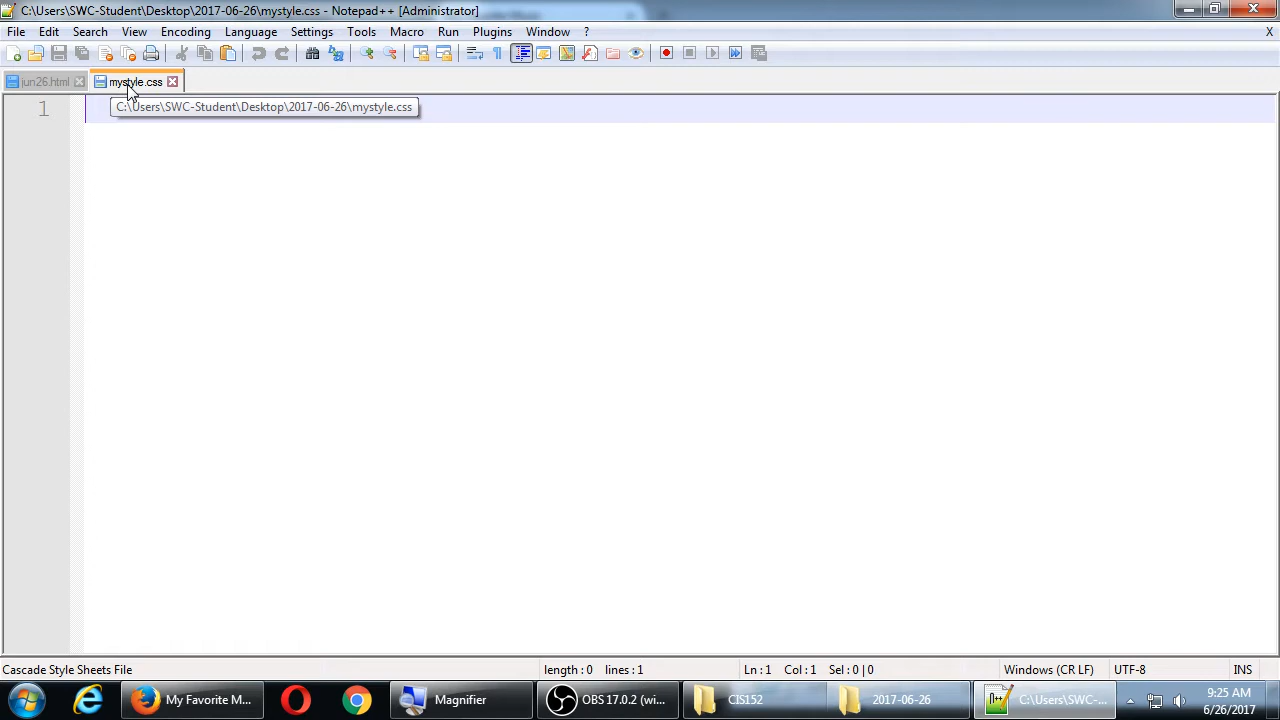 C:\Users\SWC-Student\Desktop\2017-06-26\mystyle.css - Notepad++ [Administrator]
File Edit Search View Encoding Language Settings Tools Macro Run Plugins Window ? X
jun26.html mystyle.css
C:\Users\SWC-Student\Desktop\2017-06-26\mystyle.css
1
Cascade Style Sheets File length : 0 lines : 1 Ln : 1 Col : 1 Sel : 0 | 0 Windows (CR LF) UTF-8 INS
My Favorite M... Magnifier OBS 17.0.2 (wi... CIS152 2017-06-26 C:\Users\SWC-... 9:25 AM
6/26/2017